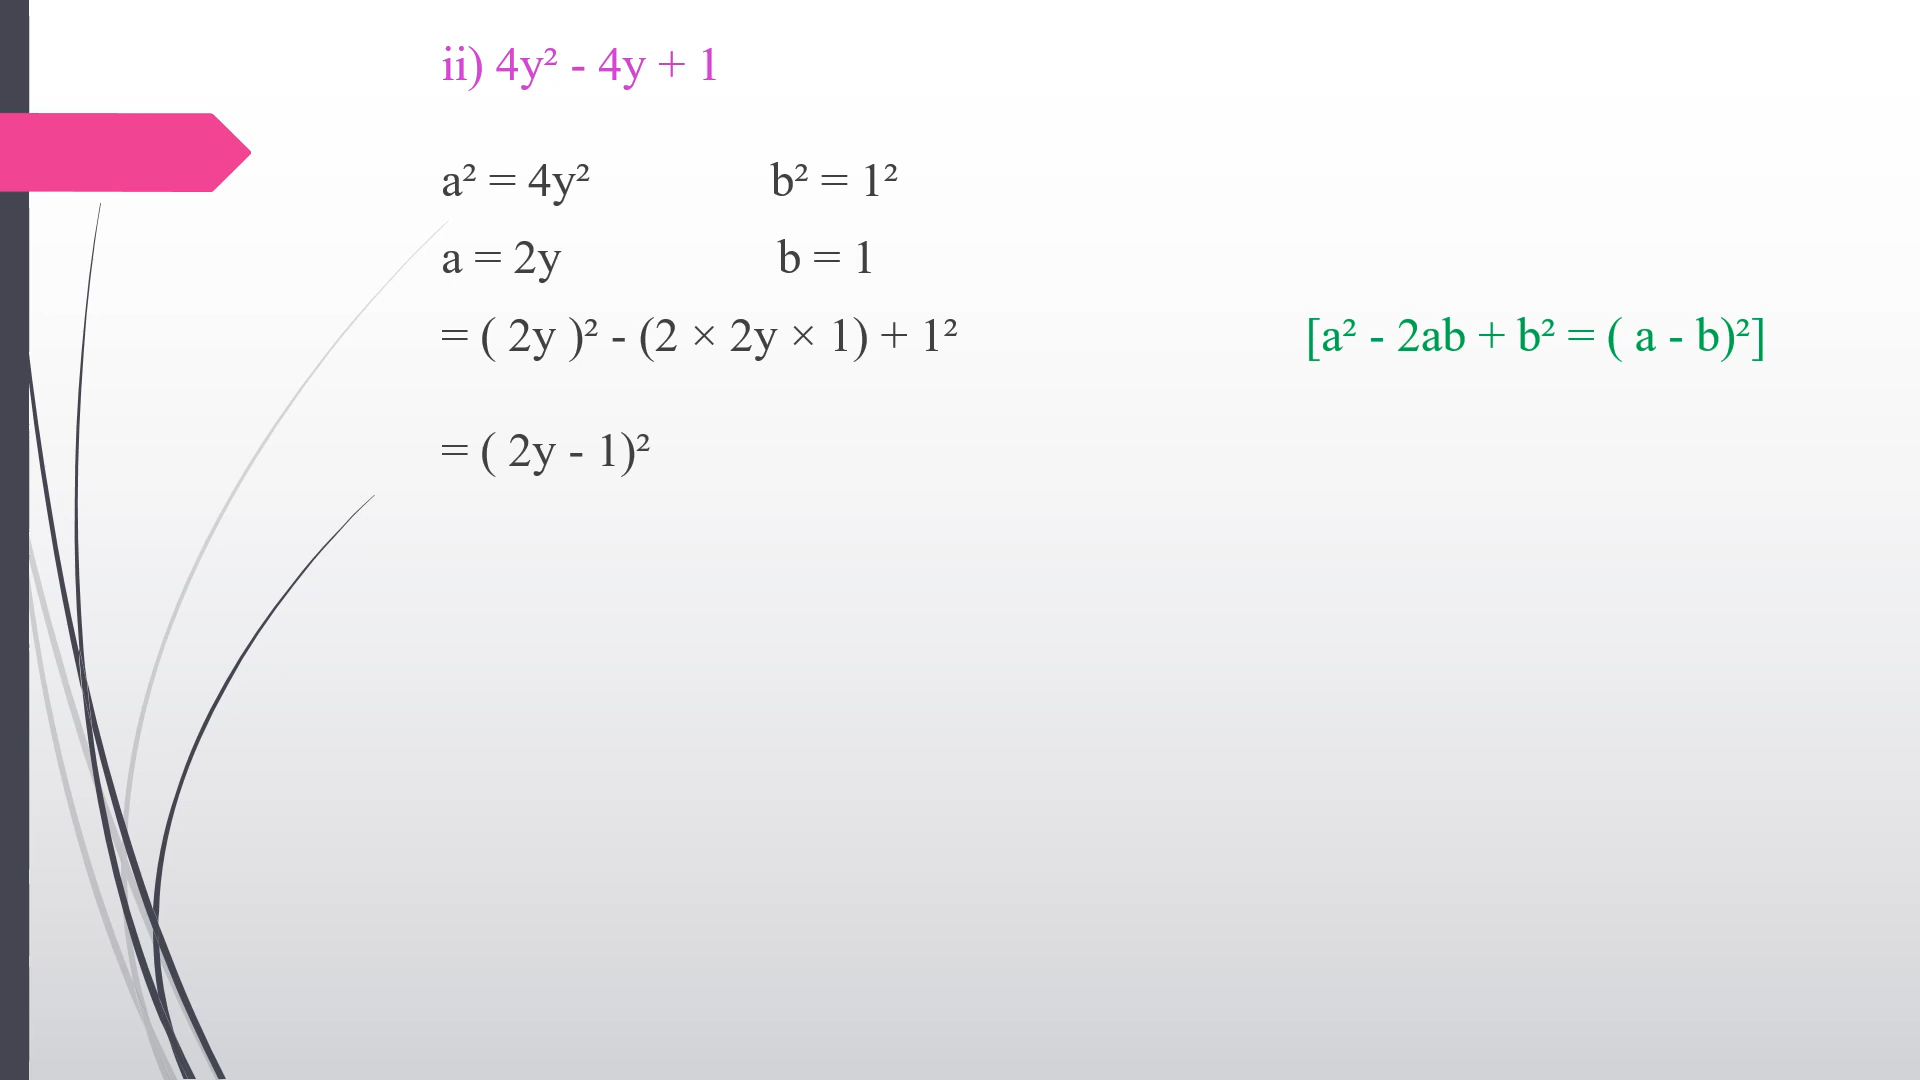 ii) 4y² - 4y + 1
a² = 4y² b² = 1²
a = 2y b = 1
= ( 2y )² - (2 × 2y × 1) + 1² [a² - 2ab + b² = ( a - b)²]
= ( 2y - 1)²